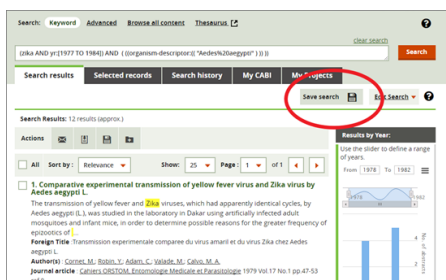 Search: Keyword Advanced Browse all content Thesaurus
clear search
(zika AND yr:[1977 TO 1984]) AND ( ((organism-descriptor:(( "Aedes%20aegypti" ) )) ))
Search
Search results Selected records Search history My CABI My Projects
Save search Edit Search
Search Results: 12 results (approx.)
Actions
All Sort by: Relevance Show: 25 Page: 1 of 1
Results by Year:
Use the slider to define a range
of years.
From 1978 To 1982
1978 1982
1. Comparative experimental transmission of yellow fever virus and Zika virus by
Aedes aegypti L.
The transmission of yellow fever and Zika viruses, which had apparently identical cycles, by
Aedes aegypti (L.), was studied in the laboratory in Dakar using artificially infected adult
mosquitoes and infant mice, in order to determine possible reasons for the greater frequency of
epizootics of [..
Foreign Title :Transmission experimentale comparee du virus amaril et du virus Zika chez Aedes
aegypti L.
Author(s) : Cornet, M.; Robin, Y.; Adam, C.; Valade, M.; Calvo, M. A.
Journal article : Cahiers ORSTOM, Entomologie Medicale et Parasitologie 1979 Vol.17 No.1 pp.47-53
4
2
No. of abstracts